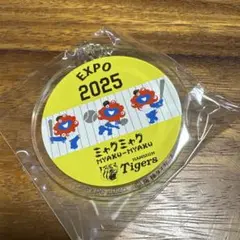 EXPO
2025
ミャクミャク
MYAKU-MYAKU
HANSHIN
Tigers